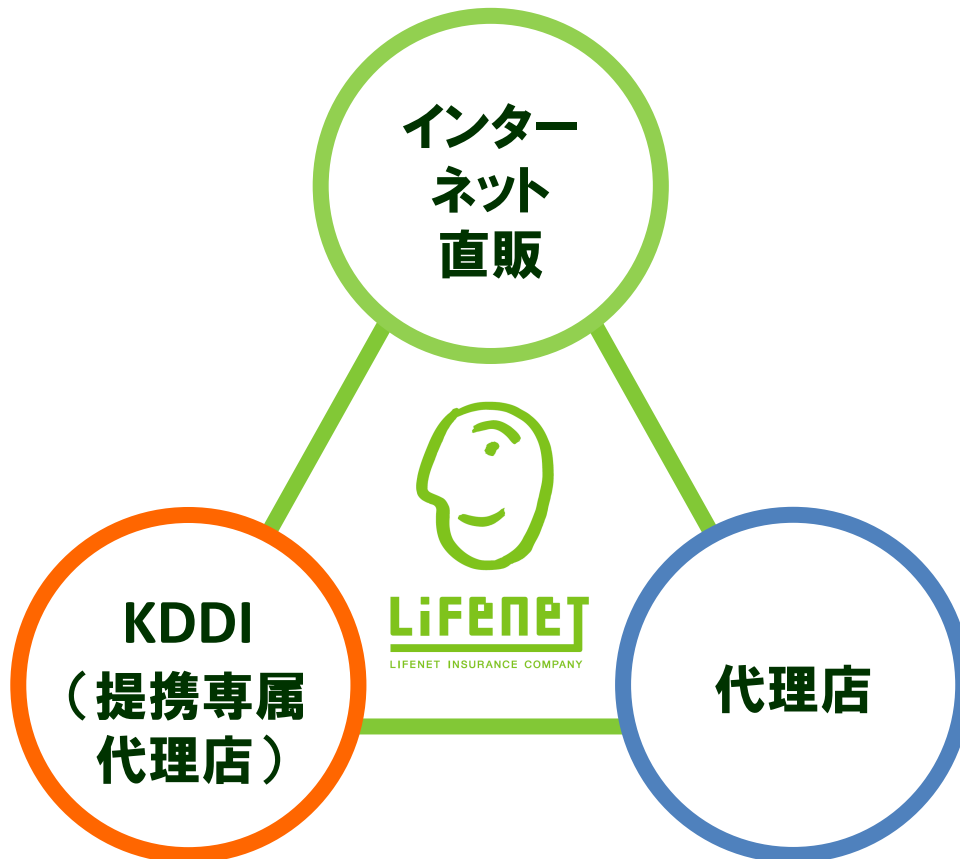 インター
ネット
直販
LiFeneT
LIFENET INSURANCE COMPANY
KDDI
（提携専属
代理店）
代理店